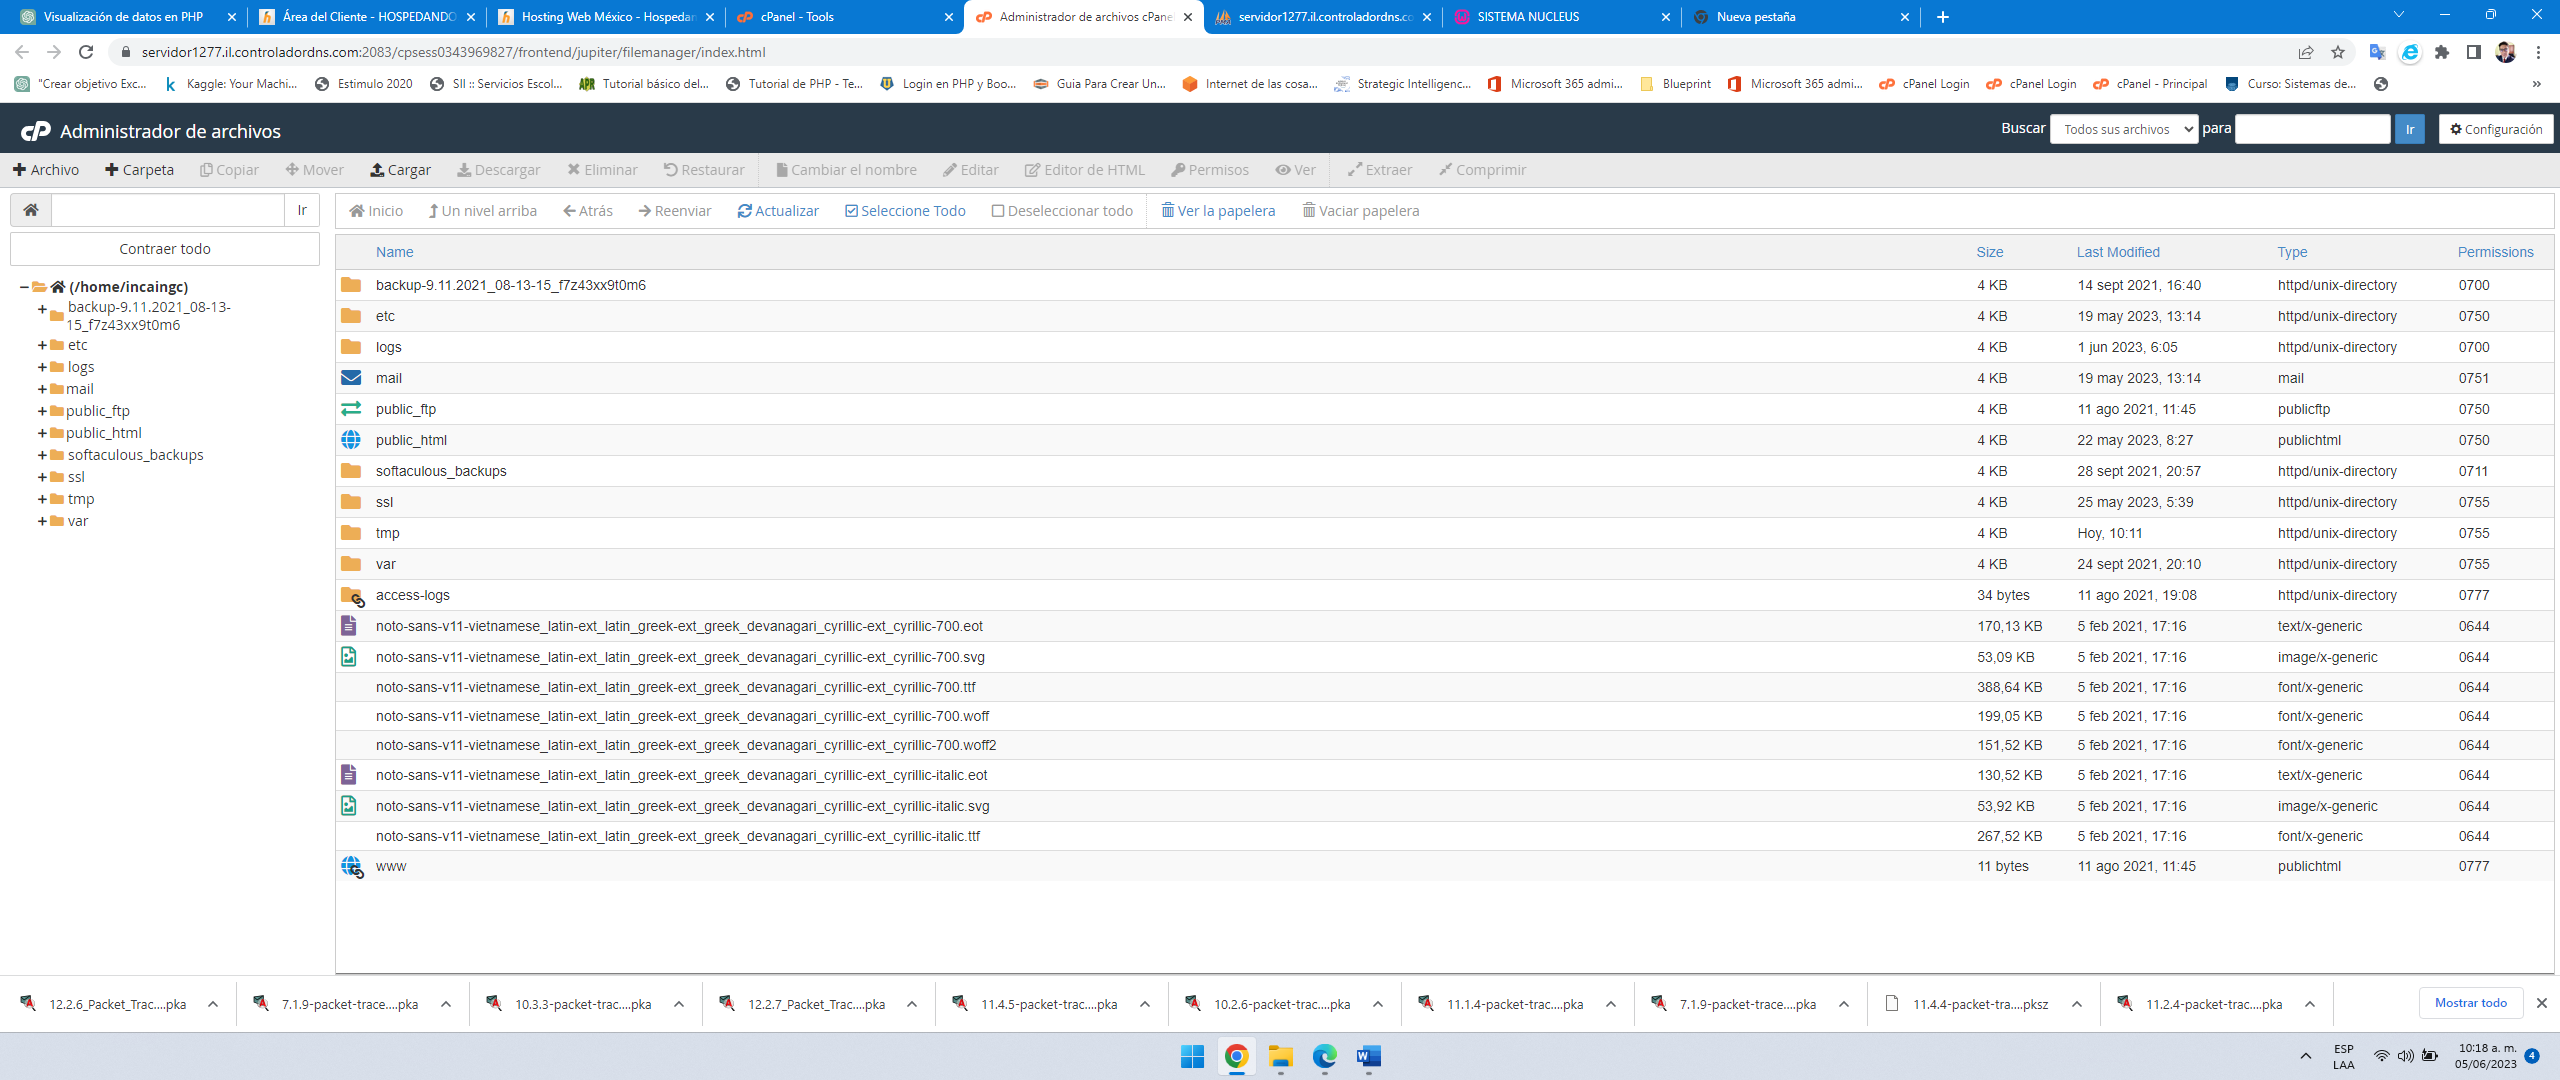 Visualización de datos en PHP
Área del Cliente - HOSPEDANDO
Hosting Web México - Hospedan
cPanel - Tools
Administrador de archivos cPane
servidor1277.il.controladordns.co
SISTEMA NUCLEUS
Nueva pestaña
servidor1277.il.controladordns.com:2083/cpsess0343969827/frontend/jupiter/filemanager/index.html
"Crear objetivo Exc...
Kaggle: Your Machi...
Estimulo 2020
SII :: Servicios Escol...
Tutorial básico del...
Tutorial de PHP - Te...
Login en PHP y Boo...
Guia Para Crear Un...
Internet de las cosa...
Strategic Intelligenc...
Microsoft 365 admi...
Blueprint
Microsoft 365 admi...
cPanel Login
cPanel Login
cPanel - Principal
Curso: Sistemas de...
»
cP Administrador de archivos
Buscar Todos sus archivos para Ir Configuración
Archivo Carpeta Copiar Mover Cargar Descargar Eliminar Restaurar Cambiar el nombre Editar Editor de HTML Permisos Ver Extraer Comprimir
Ir
Contraer todo
(/home/incaingc)
backup-9.11.2021_08-13-
15_f7z43xx9t0m6
etc
logs
mail
public_ftp
public_html
softaculous_backups
ssl
tmp
var
Inicio Un nivel arriba Atrás Reenviar Actualizar Seleccione Todo Deseleccionar todo Ver la papelera Vaciar papelera
Name Size Last Modified Type Permissions
backup-9.11.2021_08-13-15_f7z43xx9t0m6 4 KB 14 sept 2021, 16:40 httpd/unix-directory 0700
etc 4 KB 19 may 2023, 13:14 httpd/unix-directory 0750
logs 4 KB 1 jun 2023, 6:05 httpd/unix-directory 0700
mail 4 KB 19 may 2023, 13:14 mail 0751
public_ftp 4 KB 11 ago 2021, 11:45 publicftp 0750
public_html 4 KB 22 may 2023, 8:27 publichtml 0750
softaculous_backups 4 KB 28 sept 2021, 20:57 httpd/unix-directory 0711
ssl 4 KB 25 may 2023, 5:39 httpd/unix-directory 0755
tmp 4 KB Hoy, 10:11 httpd/unix-directory 0755
var 4 KB 24 sept 2021, 20:10 httpd/unix-directory 0755
access-logs 34 bytes 11 ago 2021, 19:08 httpd/unix-directory 0777
noto-sans-v11-vietnamese_latin-ext_latin_greek-ext_greek_devanagari_cyrillic-ext_cyrillic-700.eot 170,13 KB 5 feb 2021, 17:16 text/x-generic 0644
noto-sans-v11-vietnamese_latin-ext_latin_greek-ext_greek_devanagari_cyrillic-ext_cyrillic-700.svg 53,09 KB 5 feb 2021, 17:16 image/x-generic 0644
noto-sans-v11-vietnamese_latin-ext_latin_greek-ext_greek_devanagari_cyrillic-ext_cyrillic-700.ttf 388,64 KB 5 feb 2021, 17:16 font/x-generic 0644
noto-sans-v11-vietnamese_latin-ext_latin_greek-ext_greek_devanagari_cyrillic-ext_cyrillic-700.woff 199,05 KB 5 feb 2021, 17:16 font/x-generic 0644
noto-sans-v11-vietnamese_latin-ext_latin_greek-ext_greek_devanagari_cyrillic-ext_cyrillic-700.woff2 151,52 KB 5 feb 2021, 17:16 font/x-generic 0644
noto-sans-v11-vietnamese_latin-ext_latin_greek-ext_greek_devanagari_cyrillic-ext_cyrillic-italic.eot 130,52 KB 5 feb 2021, 17:16 text/x-generic 0644
noto-sans-v11-vietnamese_latin-ext_latin_greek-ext_greek_devanagari_cyrillic-ext_cyrillic-italic.svg 53,92 KB 5 feb 2021, 17:16 image/x-generic 0644
noto-sans-v11-vietnamese_latin-ext_latin_greek-ext_greek_devanagari_cyrillic-ext_cyrillic-italic.ttf 267,52 KB 5 feb 2021, 17:16 font/x-generic 0644
www 11 bytes 11 ago 2021, 11:45 publichtml 0777
12.2.6_Packet_Trac....pka
7.1.9-packet-trace....pka
10.3.3-packet-trac....pka
12.2.7_Packet_Trac....pka
11.4.5-packet-trac....pka
10.2.6-packet-trac....pka
11.1.4-packet-trac....pka
7.1.9-packet-trace....pka
11.4.4-packet-tra....pksz
11.2.4-packet-trac....pka
Mostrar todo
ESP
LAA
10:18 a. m.
05/06/2023
4